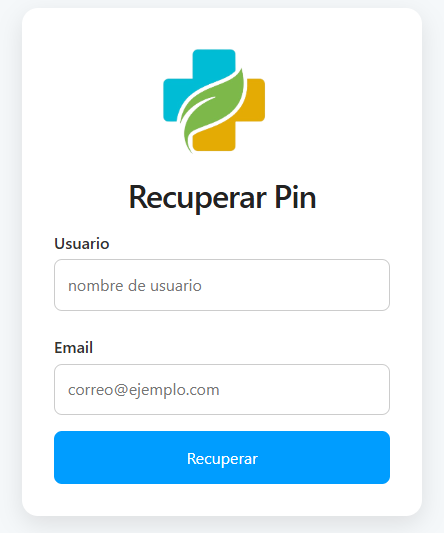 Recuperar Pin
Usuario
nombre de usuario
Email
correo@ejemplo.com
Recuperar